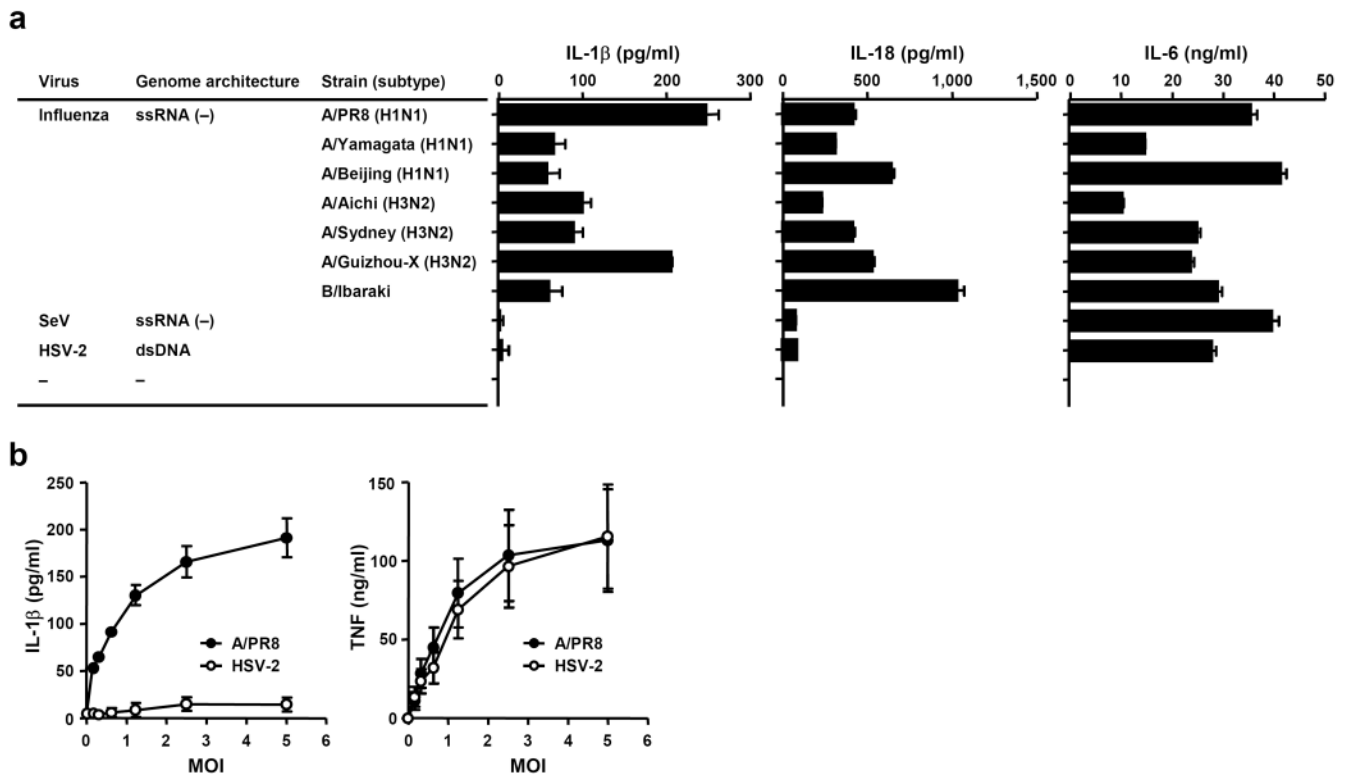 a
IL-1β (pg/ml) IL-18 (pg/ml) IL-6 (ng/ml)
Virus Genome architecture Strain (subtype) 0 100 200 300 0 500 1,000 1,500 0 10 20 30 40 50
Influenza ssRNA (–) A/PR8 (H1N1)
A/Yamagata (H1N1)
A/Beijing (H1N1)
A/Aichi (H3N2)
A/Sydney (H3N2)
A/Guizhou-X (H3N2)
B/Ibaraki
SeV ssRNA (–)
HSV-2 dsDNA
– –
b
IL-1β (pg/ml)
250
200
150
100
50
0
A/PR8
HSV-2
0 1 2 3 4 5 6
MOI
TNF (ng/ml)
150
100
50
0
A/PR8
HSV-2
0 1 2 3 4 5 6
MOI